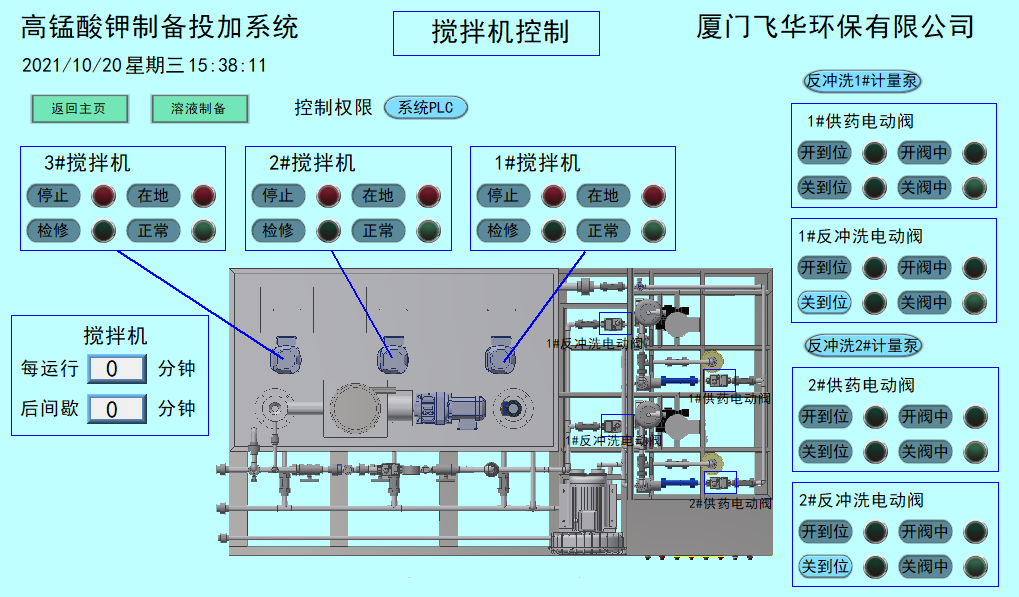 高锰酸钾制备投加系统
搅拌机控制
厦门飞华环保有限公司
2021/10/20 星期三 15:38:11
返回主页
溶液制备
控制权限
系统PLC
反冲洗1#计量泵
3#搅拌机
停止
在地
检修
正常
2#搅拌机
停止
在地
检修
正常
1#搅拌机
停止
在地
检修
正常
1#供药电动阀
开到位
开阀中
关到位
关阀中
1#反冲洗电动阀
开到位
开阀中
关到位
关阀中
反冲洗2#计量泵
2#供药电动阀
开到位
开阀中
关到位
关阀中
2#反冲洗电动阀
开到位
开阀中
关到位
关阀中
搅拌机
每运行 0 分钟
后间歇 0 分钟
1#反冲洗电动阀
1#供药电动阀
1#反冲洗电动阀
2#供药电动阀